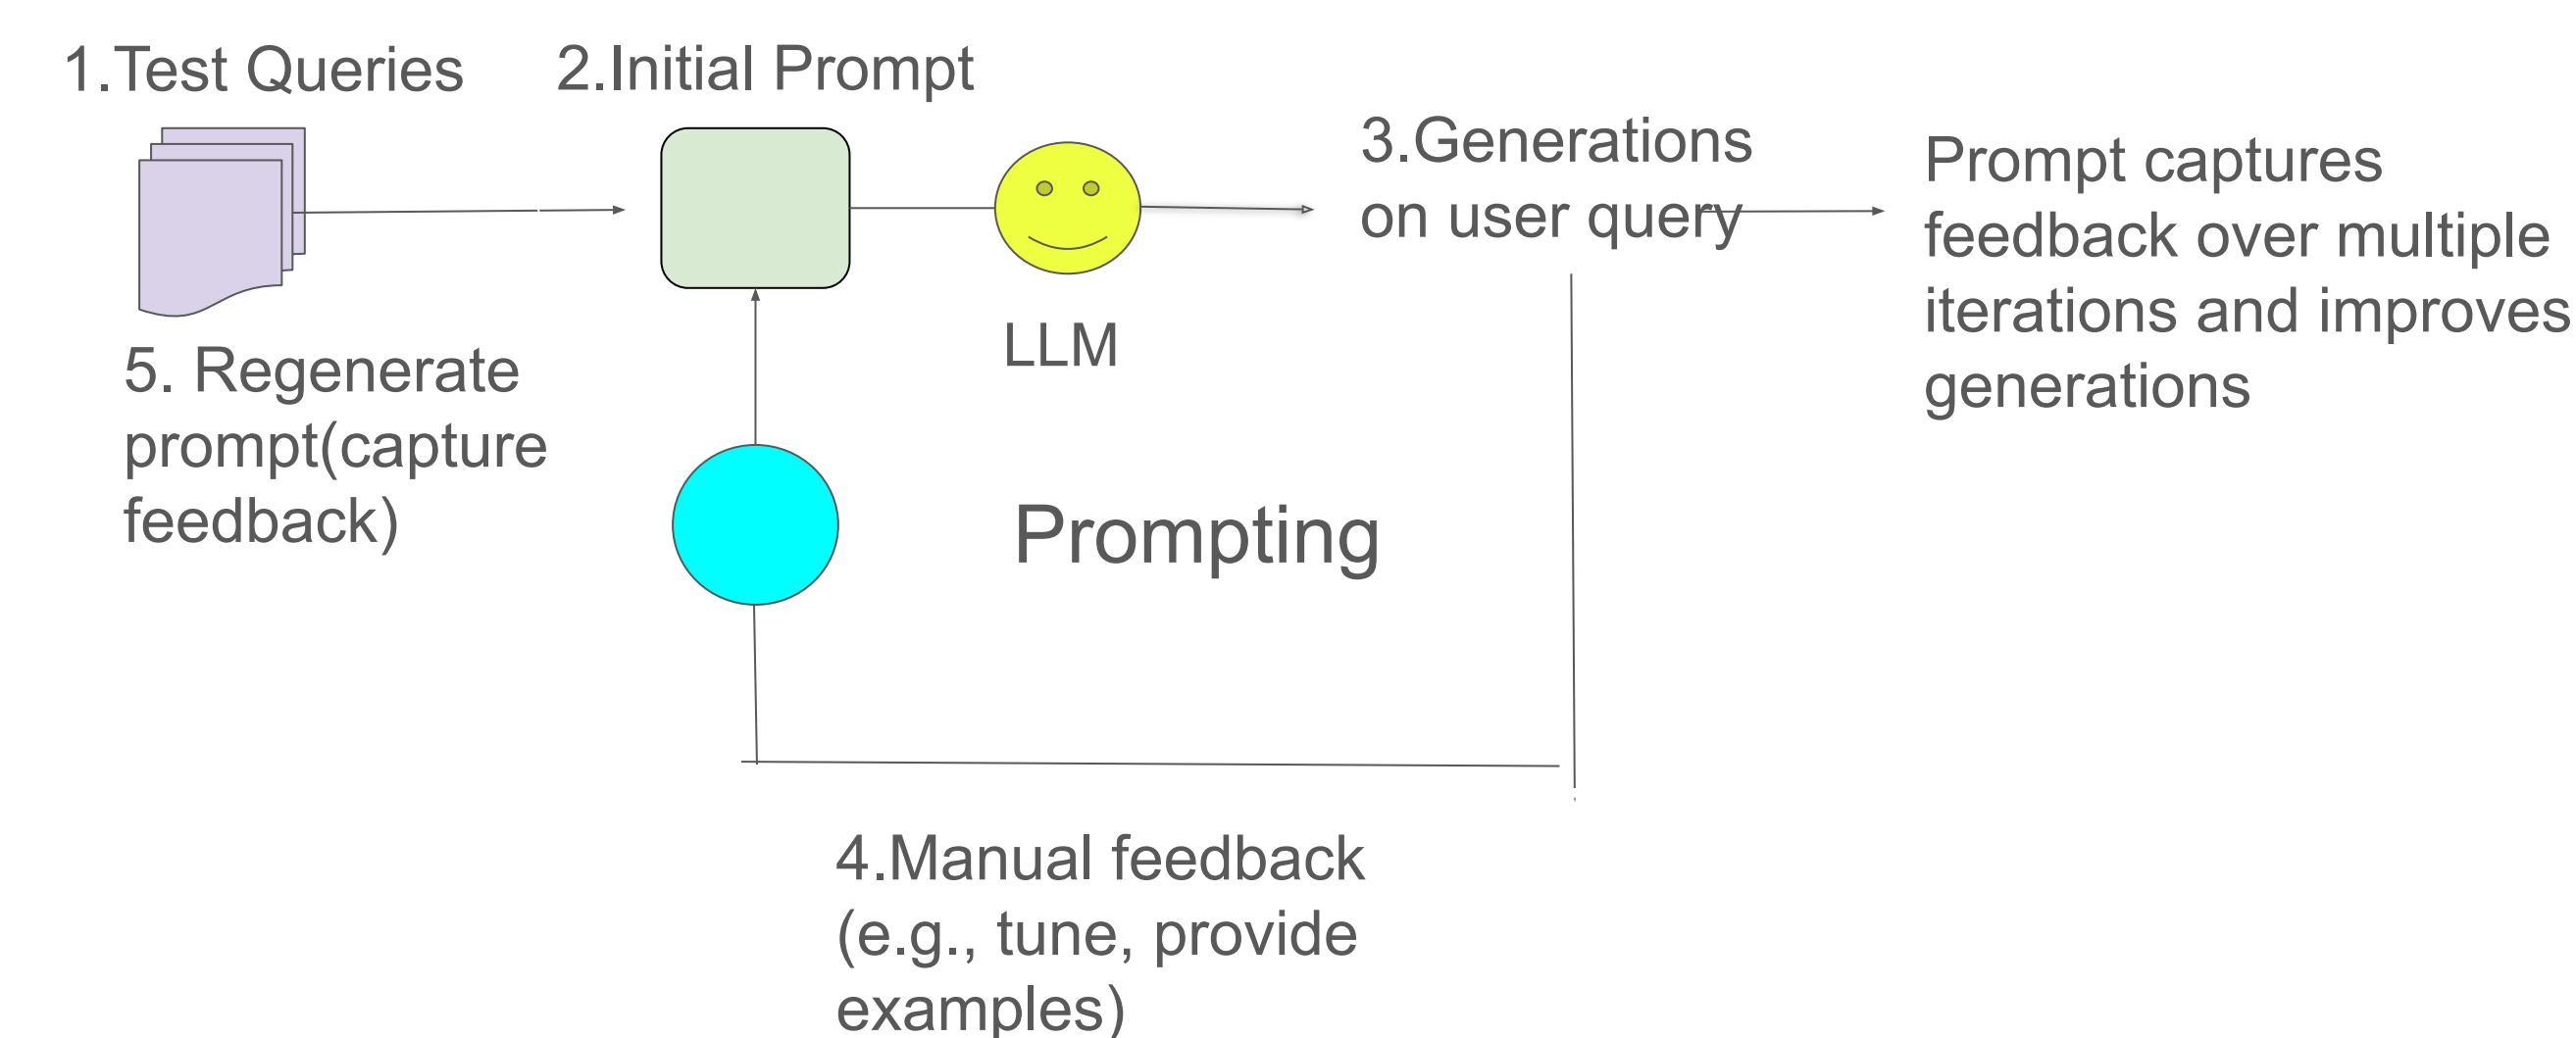 1.Test Queries
2.Initial Prompt
3.Generations
on user query
Prompt captures
feedback over multiple
iterations and improves
generations
LLM
5. Regenerate
prompt(capture
feedback)
Prompting
4.Manual feedback
(e.g., tune, provide
examples)